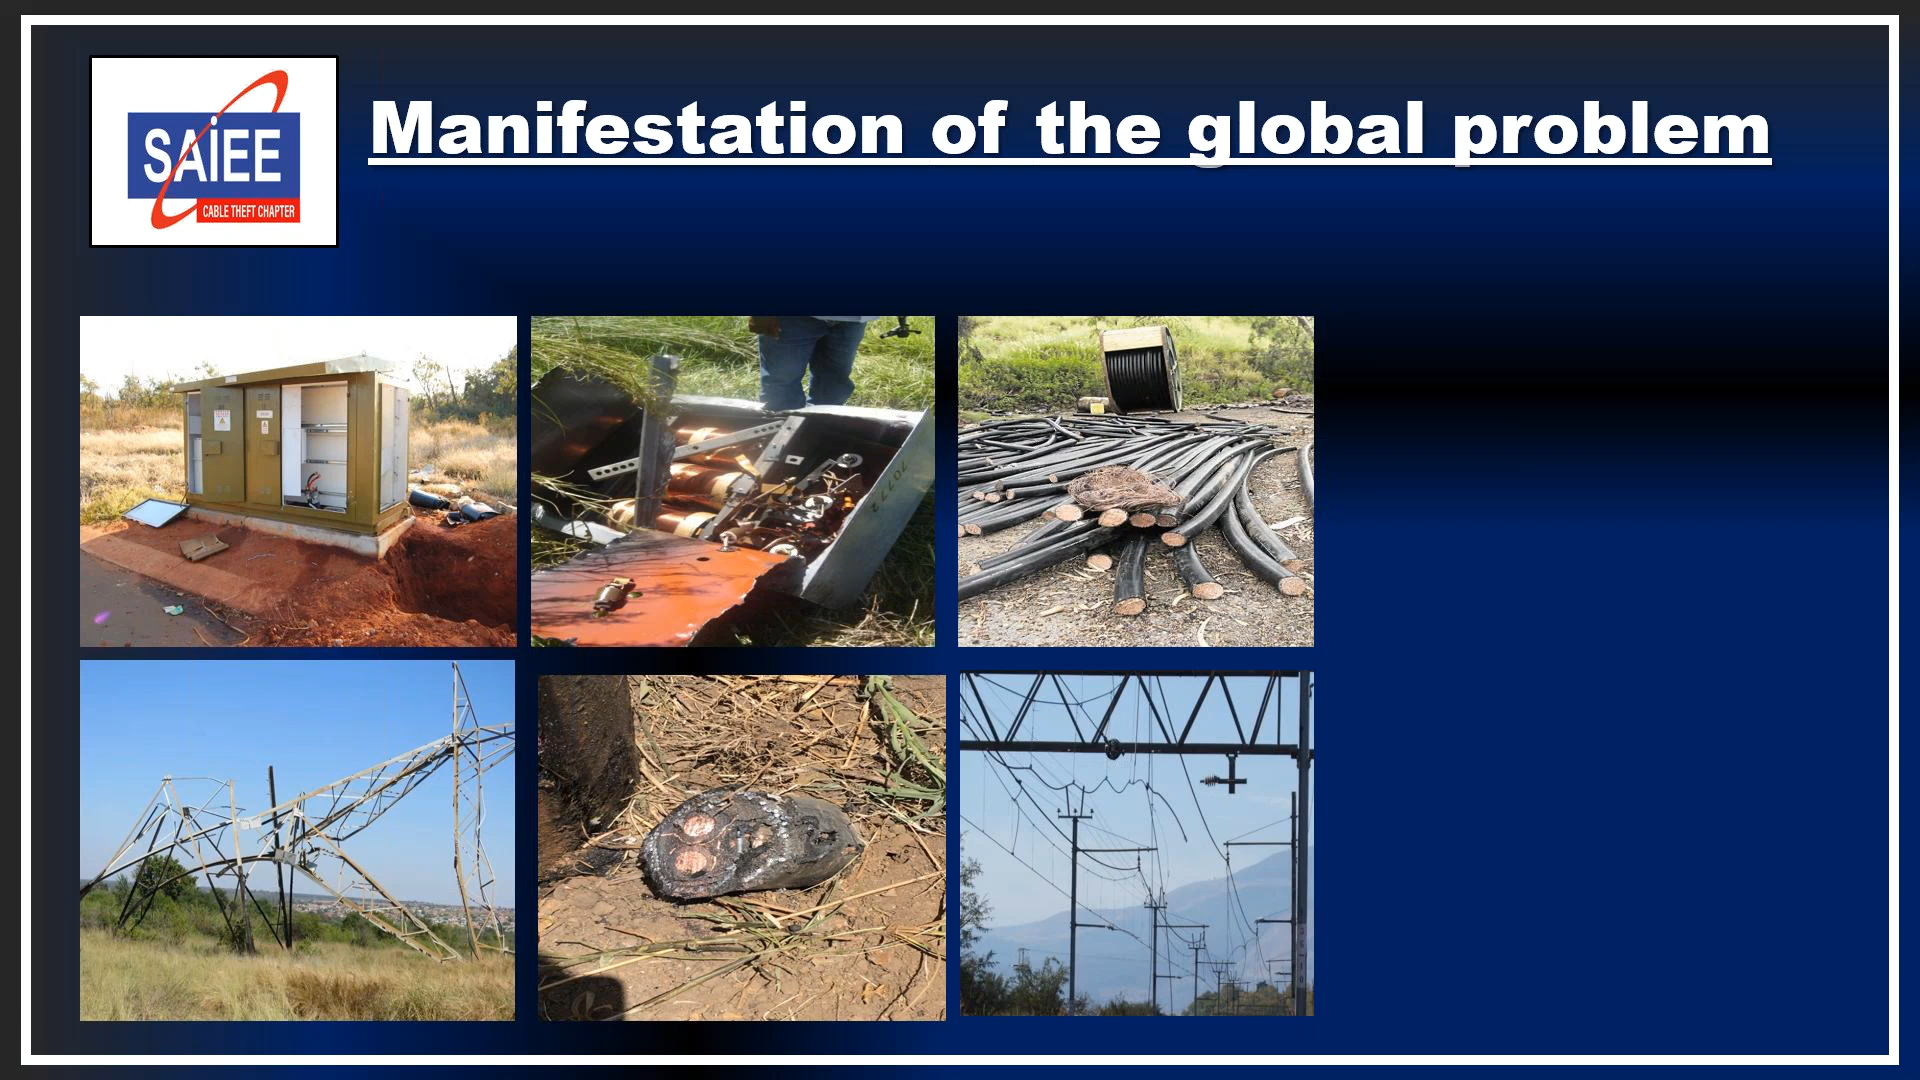 SAiEE
CABLE THEFT CHAPTER
Manifestation of the global problem